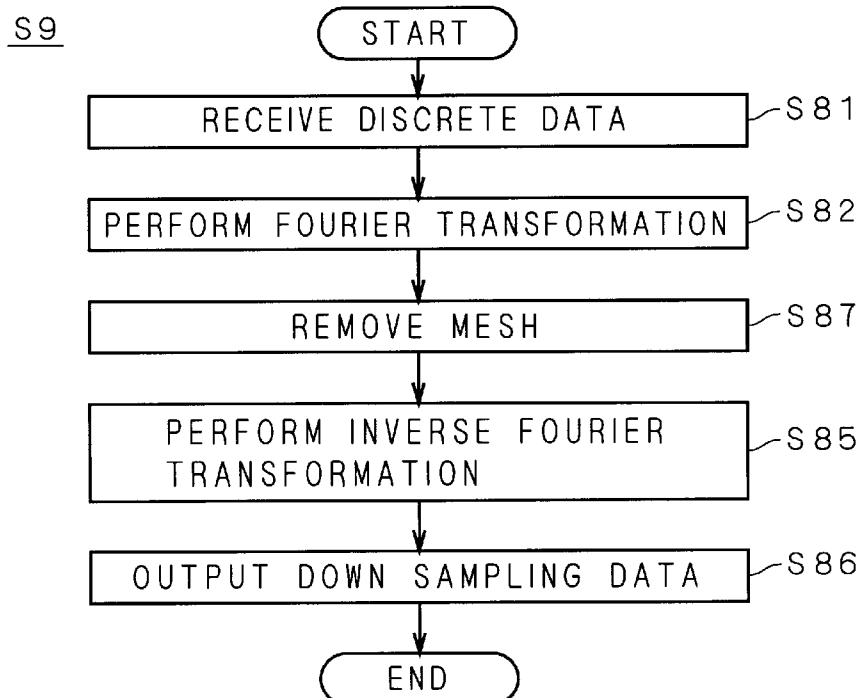 S9
START
RECEIVE DISCRETE DATA
S81
PERFORM FOURIER TRANSFORMATION
S82
REMOVE MESH
S87
PERFORM INVERSE FOURIER
TRANSFORMATION
S85
OUTPUT DOWN SAMPLING DATA
S86
END